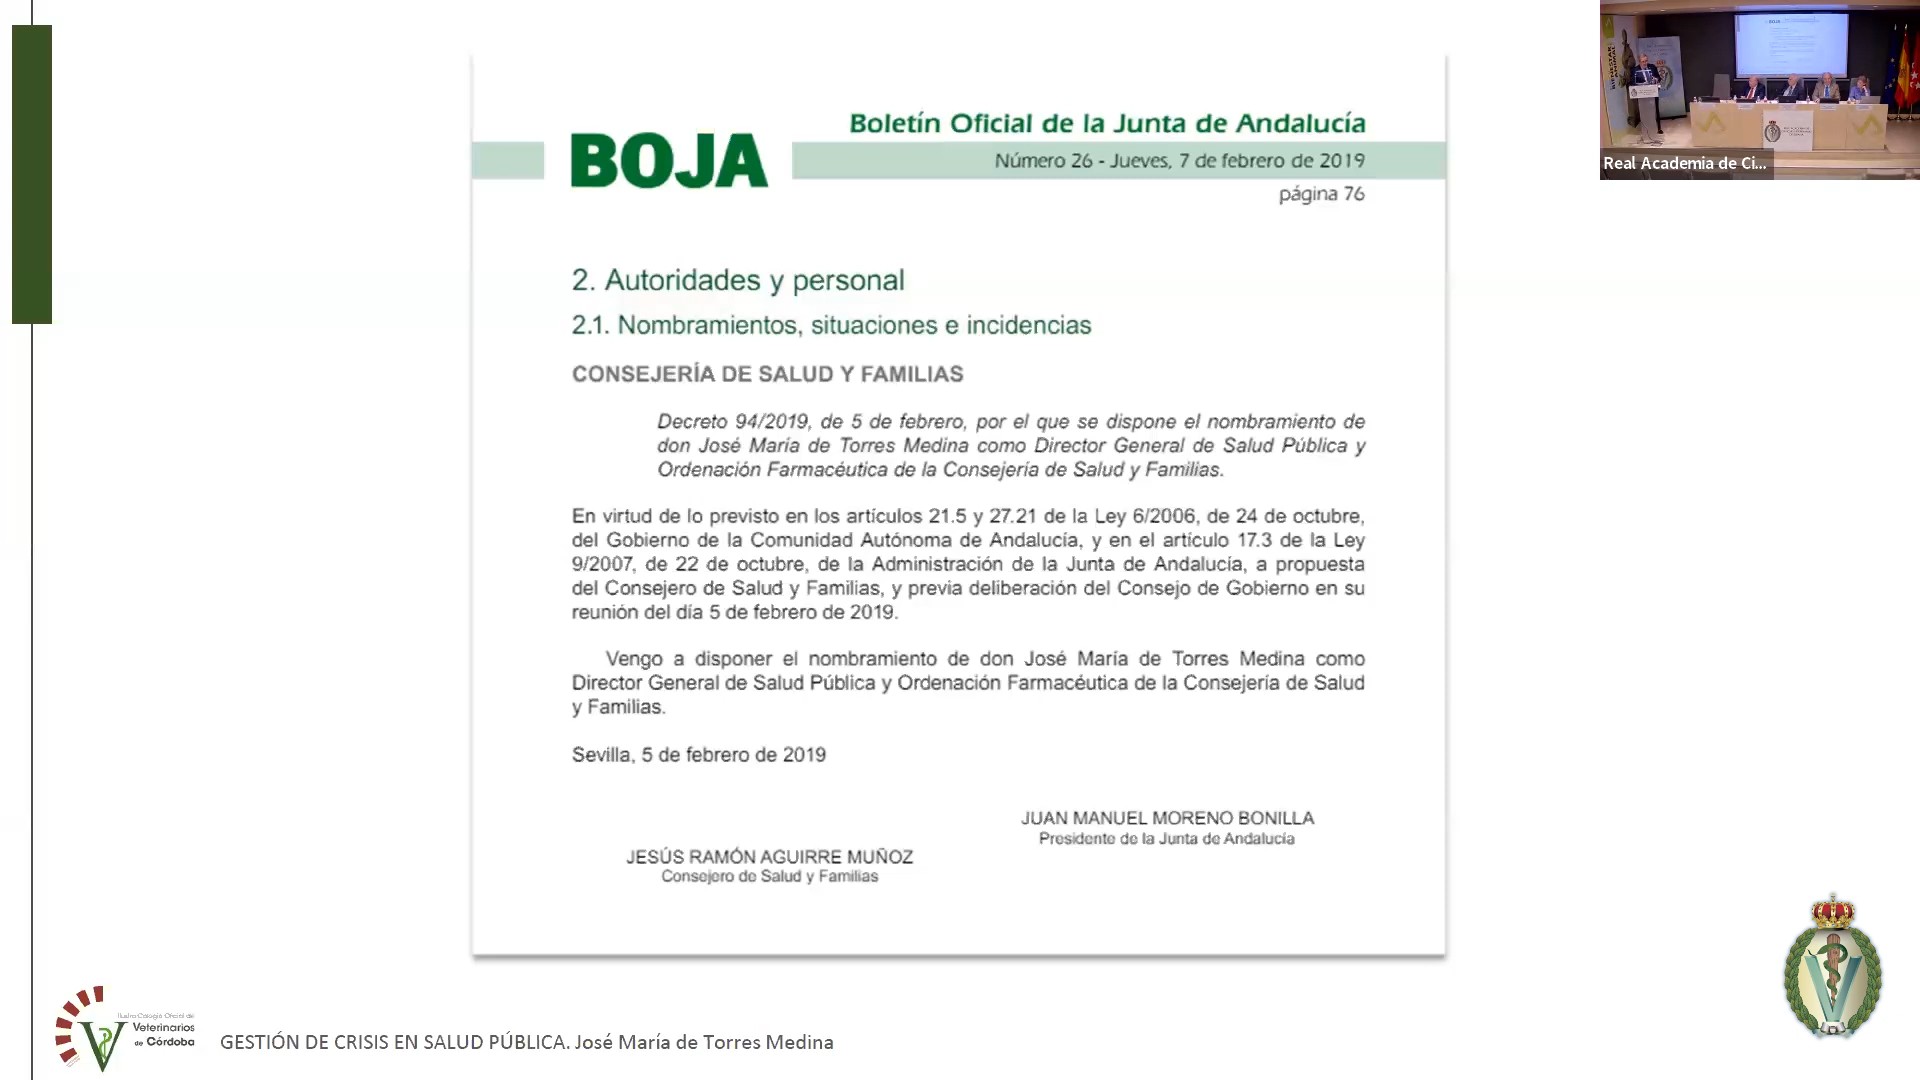 BOJA
Boletín Oficial de la Junta de Andalucía
Número 26 - Jueves, 7 de febrero de 2019
página 76
2. Autoridades y personal
2.1. Nombramientos, situaciones e incidencias
CONSEJERÍA DE SALUD Y FAMILIAS
Decreto 94/2019, de 5 de febrero, por el que se dispone el nombramiento de
don José María de Torres Medina como Director General de Salud Pública y
Ordenación Farmacéutica de la Consejería de Salud y Familias.
En virtud de lo previsto en los artículos 21.5 y 27.21 de la Ley 6/2006, de 24 de octubre,
del Gobierno de la Comunidad Autónoma de Andalucía, y en el artículo 17.3 de la Ley
9/2007, de 22 de octubre, de la Administración de la Junta de Andalucía, a propuesta
del Consejero de Salud y Familias, y previa deliberación del Consejo de Gobierno en su
reunión del día 5 de febrero de 2019.
Vengo a disponer el nombramiento de don José María de Torres Medina como
Director General de Salud Pública y Ordenación Farmacéutica de la Consejería de Salud
y Familias.
Sevilla, 5 de febrero de 2019
JUAN MANUEL MORENO BONILLA
Presidente de la Junta de Andalucía
JESÚS RAMÓN AGUIRRE MUÑOZ
Consejero de Salud y Familias
Real Academia de Ci...
BIENESTAR ANIMAL
Ilustre Colegio Oficial de
Veterinarios
de Córdoba
GESTIÓN DE CRISIS EN SALUD PÚBLICA. José María de Torres Medina